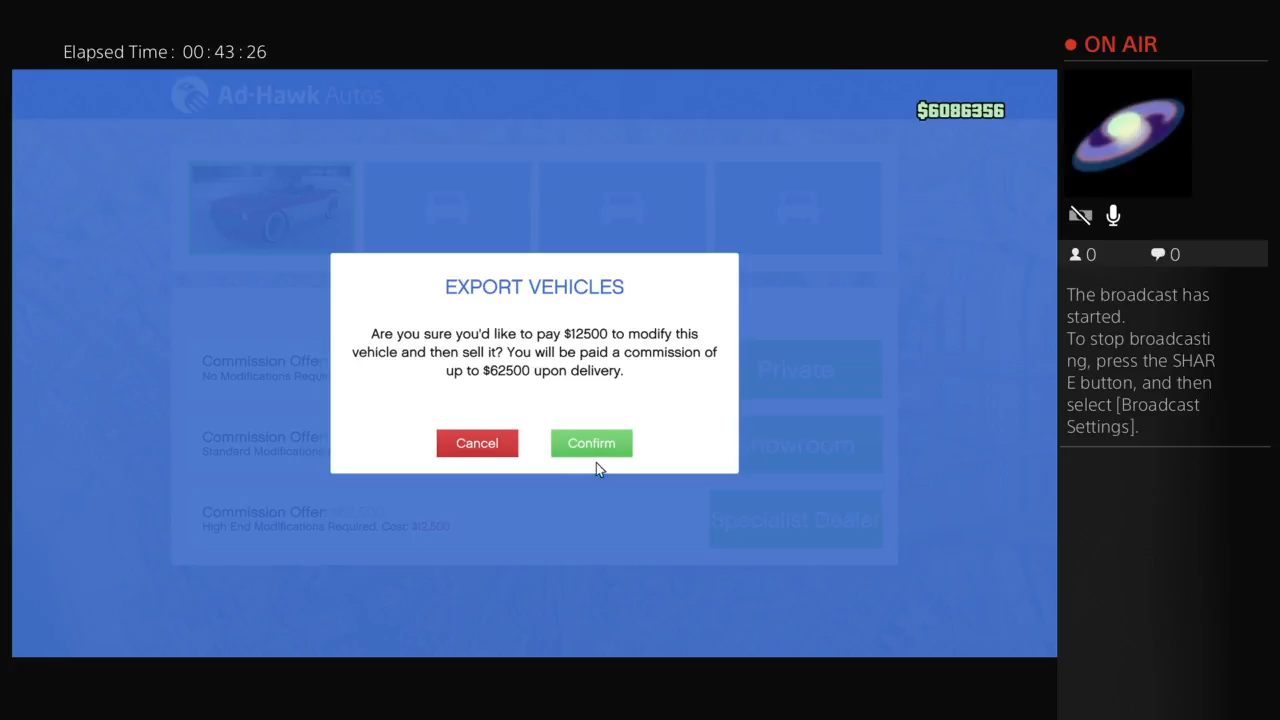 Elapsed Time: 00:43:26
ON AIR
Ad-Hawk Autos
$6086356
0
0
The broadcast has
started.
To stop broadcasti
ng, press the SHAR
E button, and then
select [Broadcast
Settings].
EXPORT VEHICLES
Are you sure you'd like to pay $12500 to modify this
vehicle and then sell it? You will be paid a commission of
up to $62500 upon delivery.
Cancel
Confirm
Commission Offer
No Modifications
Private
Commission Offer
Standard Modifications
Commission Offer:
High End Modifications Required. Cost: $12,500
Specialist Dealer